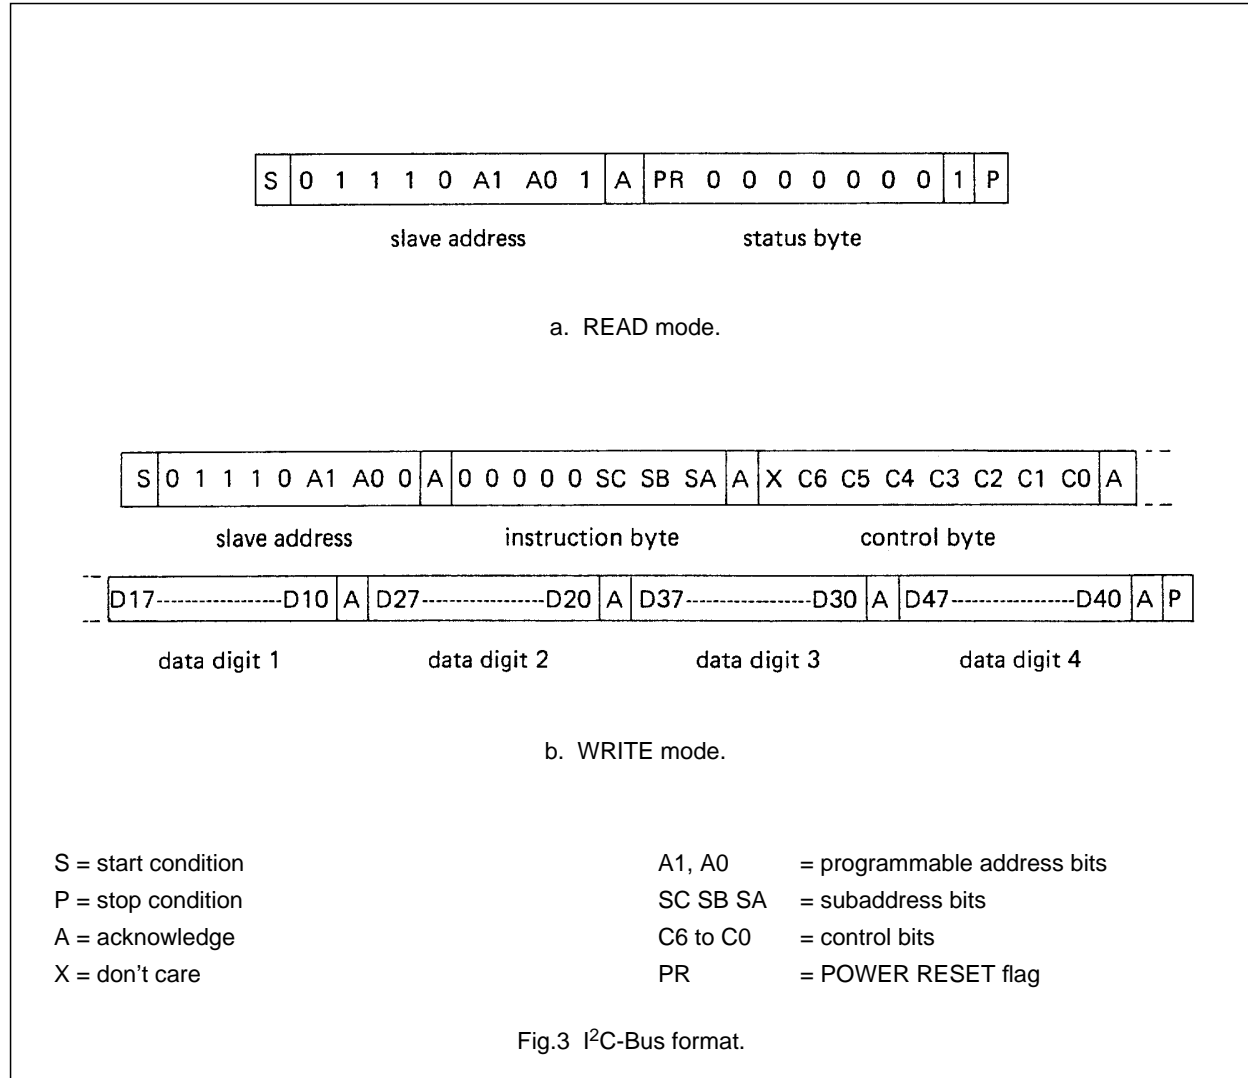 S 0 1 1 1 0 A1 A0 1 A PR 0 0 0 0 0 0 0 1 P
slave address status byte
a. READ mode.
S 0 1 1 1 0 A1 A0 0 A 0 0 0 0 0 SC SB SA A X C6 C5 C4 C3 C2 C1 C0 A
slave address instruction byte control byte
D17----------------D10 A D27----------------D20 A D37----------------D30 A D47----------------D40 A P
data digit 1 data digit 2 data digit 3 data digit 4
b. WRITE mode.
S = start condition A1, A0 = programmable address bits
P = stop condition SC SB SA = subaddress bits
A = acknowledge C6 to C0 = control bits
X = don't care PR = POWER RESET flag
Fig.3 I²C-Bus format.